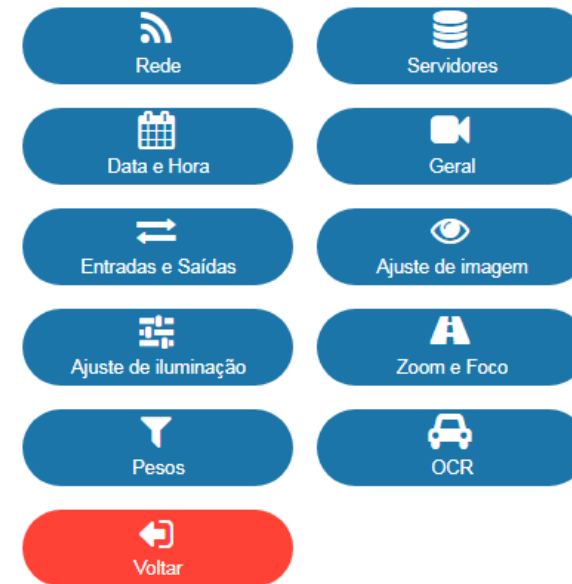 Rede
Servidores
Data e Hora
Geral
Entradas e Saídas
Ajuste de imagem
Ajuste de iluminação
Zoom e Foco
Pesos
OCR
Voltar